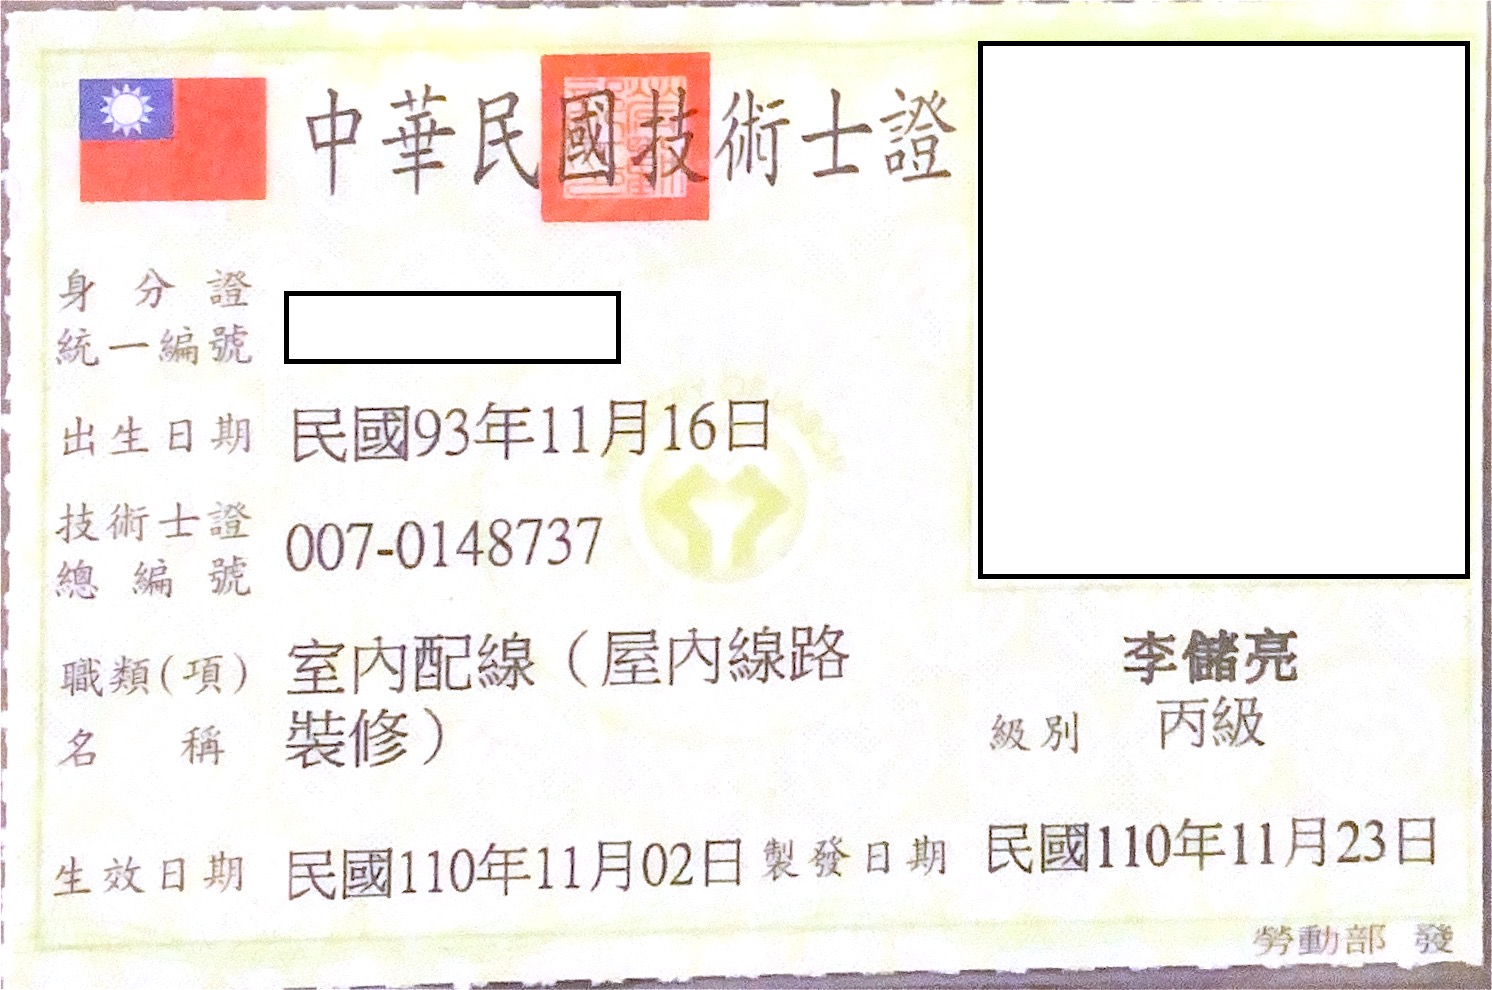 中華民國技術士證
身分證
統一編號
出生日期 民國93年11月16日
技術士證
總編號 007-0148737
職類(項)
名稱 室內配線（屋內線路
裝修）
李儲亮
級別 丙級
生效日期 民國110年11月02日 製發日期 民國110年11月23日
勞動部 發